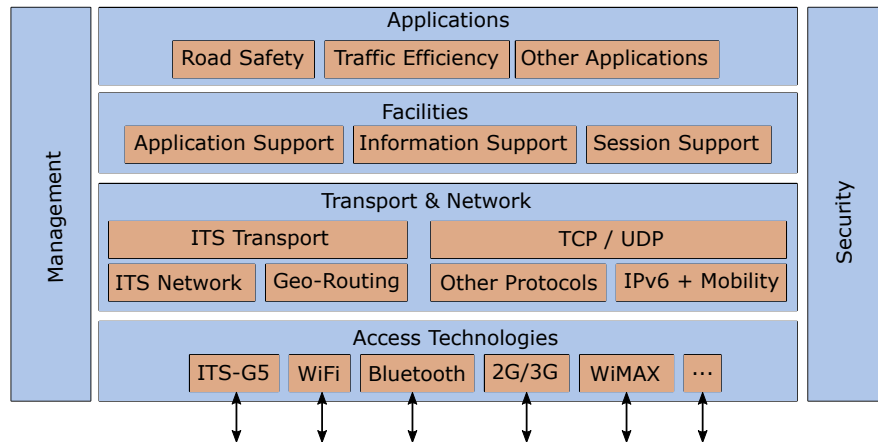 Management
Applications
Road Safety
Traffic Efficiency
Other Applications
Facilities
Application Support
Information Support
Session Support
Transport & Network
ITS Transport
TCP / UDP
ITS Network
Geo-Routing
Other Protocols
IPv6 + Mobility
Access Technologies
ITS-G5
WiFi
Bluetooth
2G/3G
WiMAX
...
Security